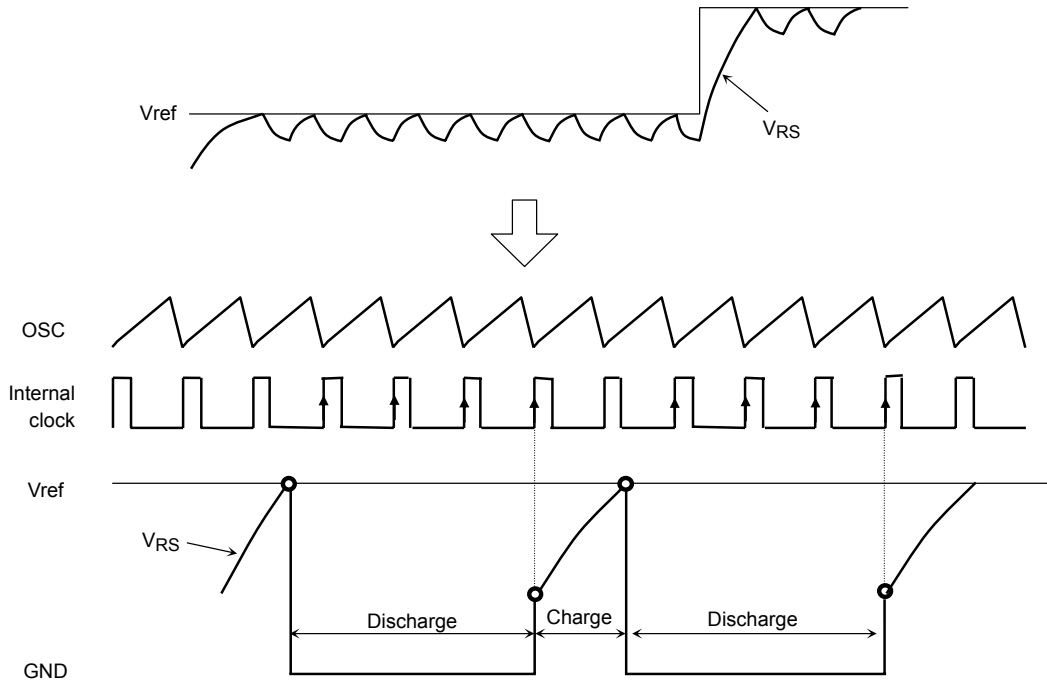 Vref
VRS
OSC
Internal
clock
Vref
VRS
Discharge
Charge
Discharge
GND